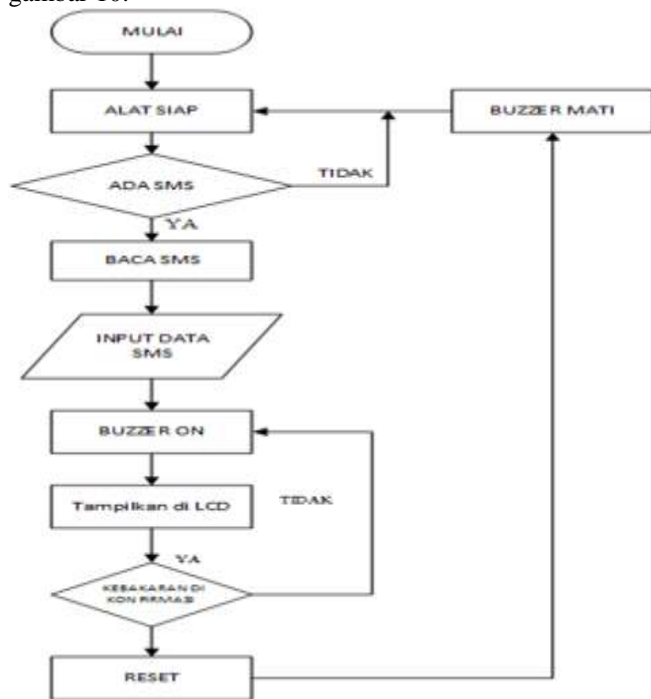 gambar 10.
MULAI
ALAT SIAP
BUZZER MATI
ADA SMS
TIDAK
YA
BACA SMS
INPUT DATA
SMS
BUZZER ON
Tampilkan di LCD
TIDAK
YA
KEBAKARAN DI
KONFIRMASI
RESET